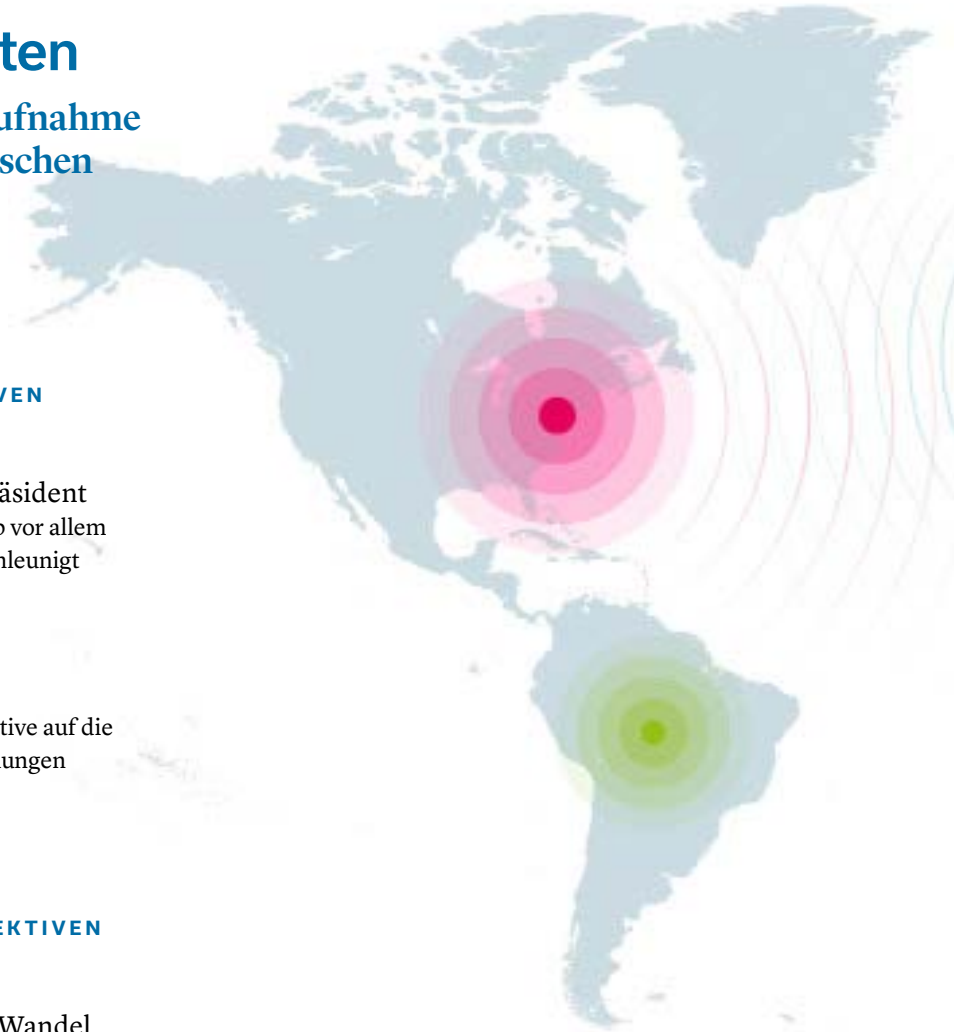 ten
ufnahme
schen
VEN
äsident
vor allem
hleunigt
tive auf die
ungen
EKTIVEN
Wandel